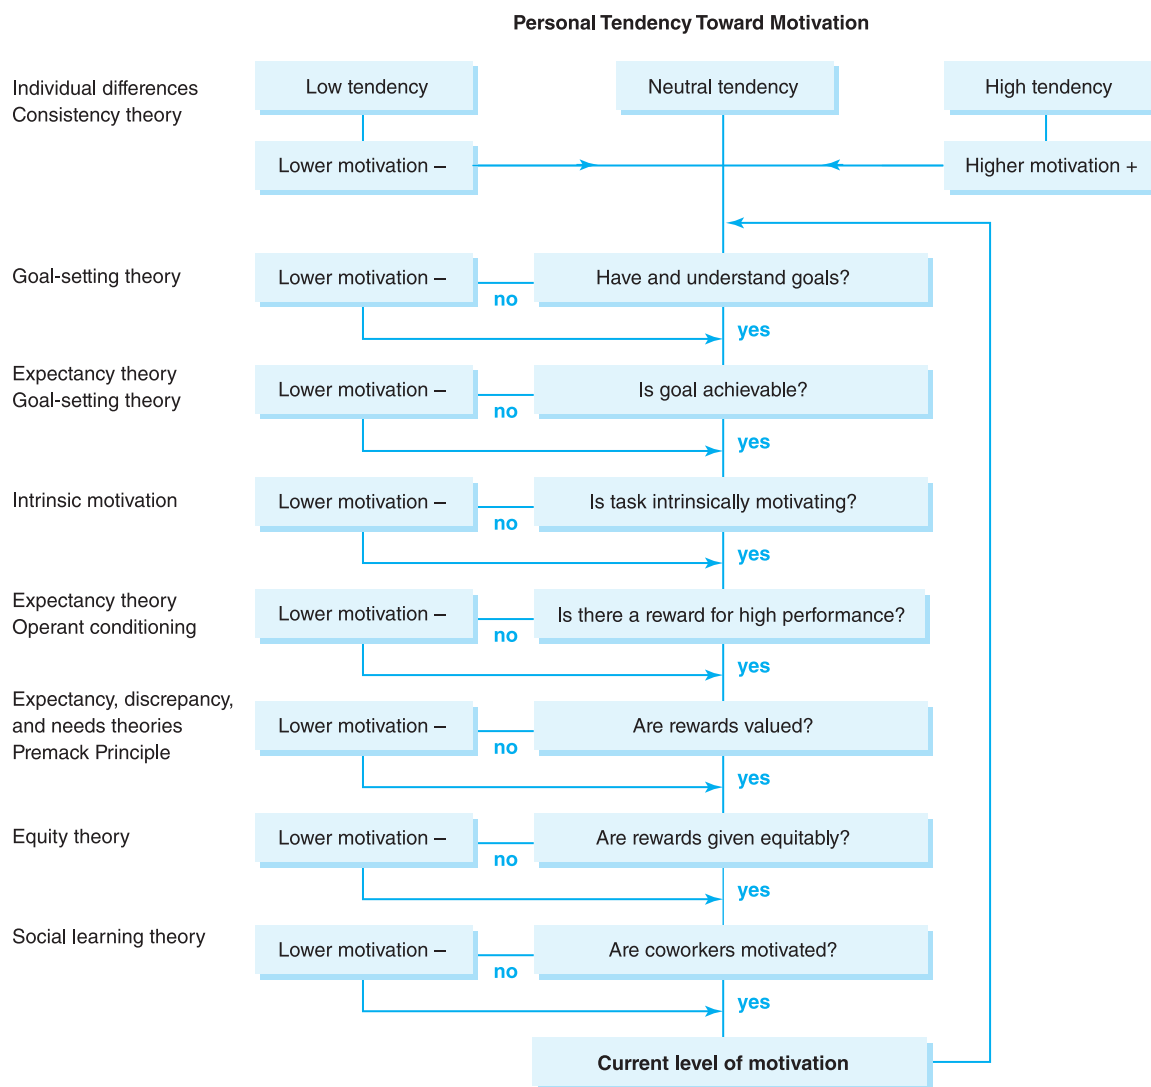 Personal Tendency Toward Motivation
Individual differences
Consistency theory
Low tendency
Neutral tendency
High tendency
Lower motivation –
Higher motivation +
Goal-setting theory
Lower motivation –
no
Have and understand goals?
yes
Expectancy theory
Goal-setting theory
Lower motivation –
no
Is goal achievable?
yes
Intrinsic motivation
Lower motivation –
no
Is task intrinsically motivating?
yes
Expectancy theory
Operant conditioning
Lower motivation –
no
Is there a reward for high performance?
yes
Expectancy, discrepancy,
and needs theories
Premack Principle
Lower motivation –
no
Are rewards valued?
yes
Equity theory
Lower motivation –
no
Are rewards given equitably?
yes
Social learning theory
Lower motivation –
no
Are coworkers motivated?
yes
Current level of motivation